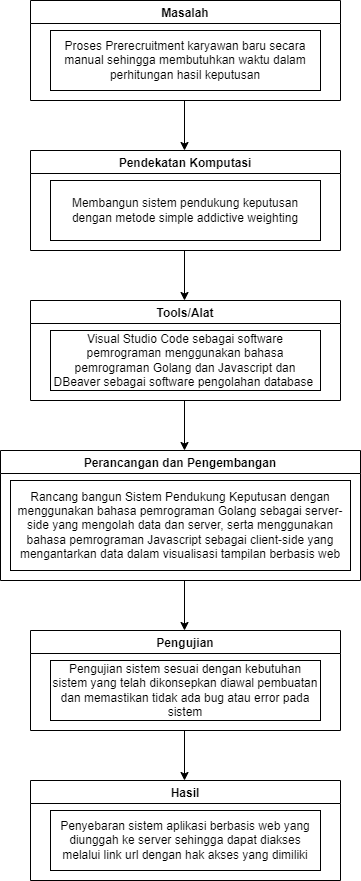 Masalah
Proses Prerecruitment karyawan baru secara
manual sehingga membutuhkan waktu dalam
perhitungan hasil keputusan
Pendekatan Komputasi
Membangun sistem pendukung keputusan
dengan metode simple addictive weighting
Tools/Alat
Visual Studio Code sebagai software
pemrograman menggunakan bahasa
pemrograman Golang dan Javascript dan
DBeaver sebagai software pengolahan database
Perancangan dan Pengembangan
Rancang bangun Sistem Pendukung Keputusan dengan
menggunakan bahasa pemrograman Golang sebagai server-
side yang mengolah data dan server, serta menggunakan
bahasa pemrograman Javascript sebagai client-side yang
mengantarkan data dalam visualisasi tampilan berbasis web
Pengujian
Pengujian sistem sesuai dengan kebutuhan
sistem yang telah dikonsepkan diawal pembuatan
dan memastikan tidak ada bug atau error pada
sistem
Hasil
Penyebaran sistem aplikasi berbasis web yang
diunggah ke server sehingga dapat diakses
melalui link url dengan hak akses yang dimiliki